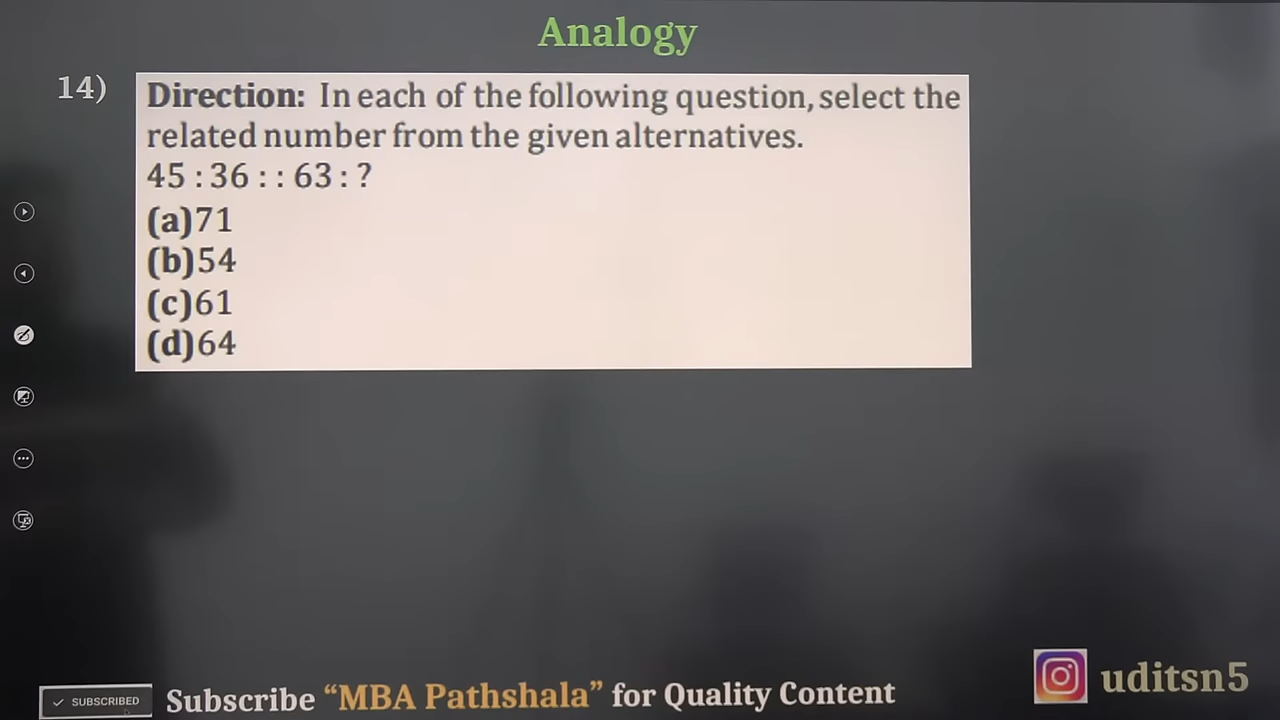 Analogy
14)
Direction: In each of the following question, select the
related number from the given alternatives.
45 : 36 : : 63 : ?
(a)71
(b)54
(c)61
(d)64
✓ SUBSCRIBED
Subscribe “MBA Pathshala” for Quality Content
uditsn5